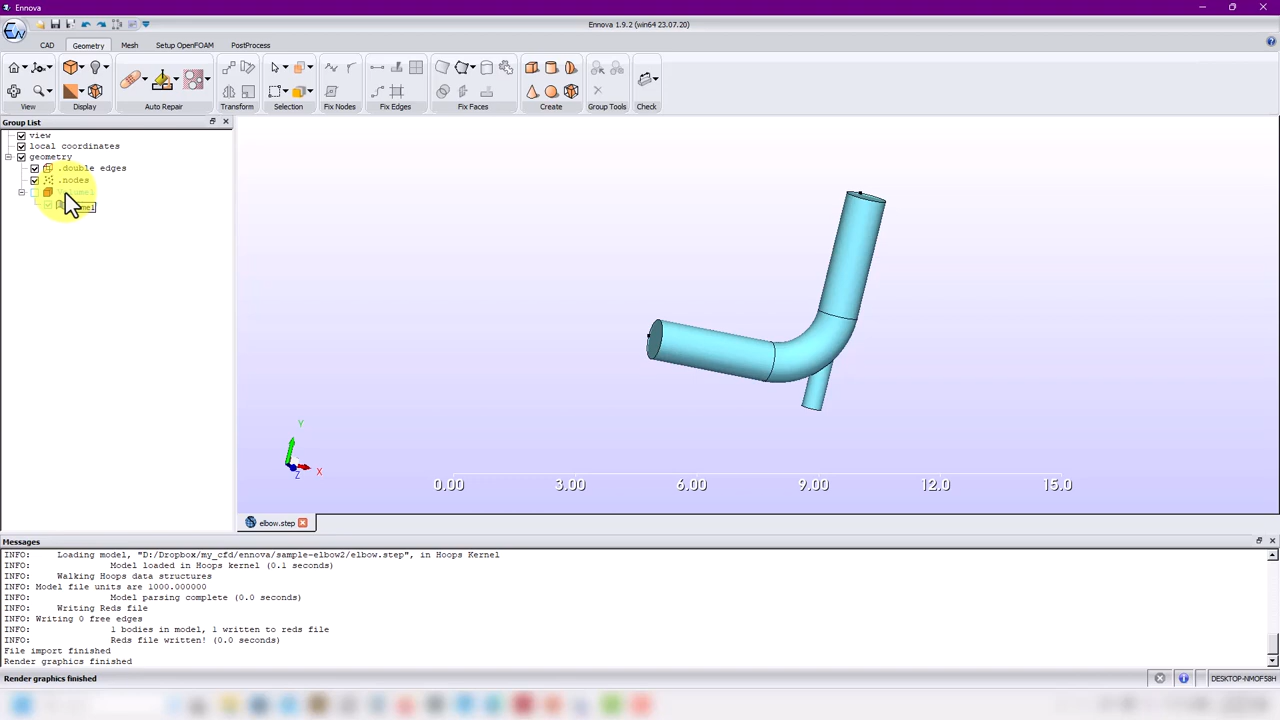 Ennova
Ennova 1.9.2 (win64 23.07.20)
CAD Geometry Mesh Setup OpenFOAM PostProcess
View Display Auto Repair Transform Selection Fix Nodes Fix Edges Fix Faces Create Group Tools Check
Group List
view
local coordinates
geometry
.double edges
.nodes
Volume1
Y
X
Z
0.00 3.00 6.00 9.00 12.0 15.0
elbow.step
Messages
INFO: Loading model, "D:/Dropbox/my_cfd/ennova/sample-elbow2/elbow.step", in Hoops Kernel
INFO: Model loaded in Hoops kernel (0.1 seconds)
INFO: Walking Hoops data structures
INFO: Model file units are 1000.000000
INFO: Model parsing complete (0.0 seconds)
INFO: Writing Reds file
INFO: Writing 0 free edges
INFO: 1 bodies in model, 1 written to reds file
INFO: Reds file written! (0.0 seconds)
File import finished
Render graphics finished
Render graphics finished
DESKTOP-NMOF5BH